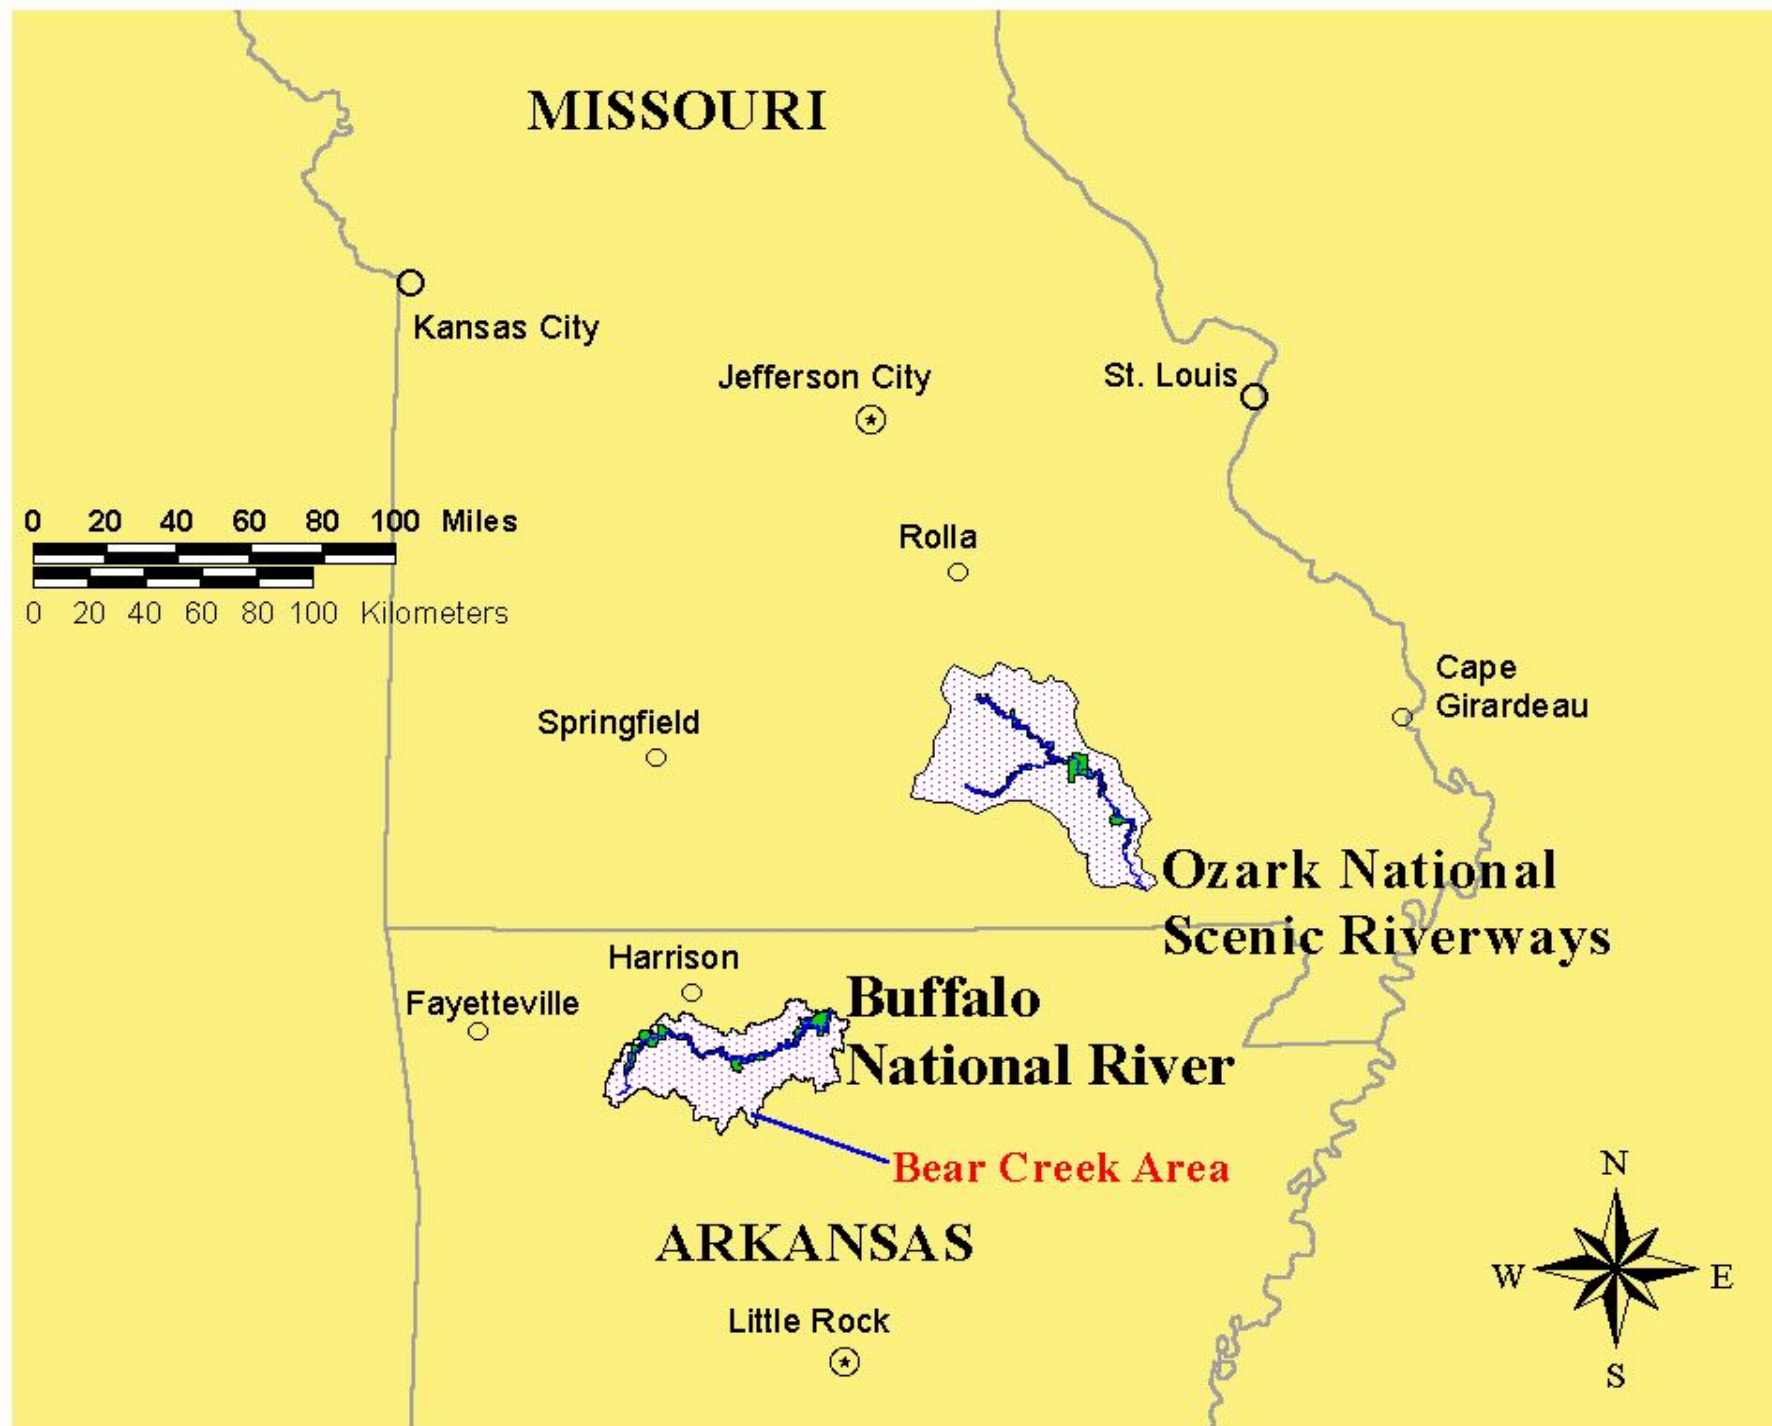 MISSOURI
Kansas City
Jefferson City
St. Louis
0 20 40 60 80 100 Miles
0 20 40 60 80 100 Kilometers
Rolla
Cape
Girardeau
Springfield
Ozark National
Scenic Riverways
Harrison
Fayetteville
Buffalo
National River
Bear Creek Area
ARKANSAS
Little Rock
N
W E
S